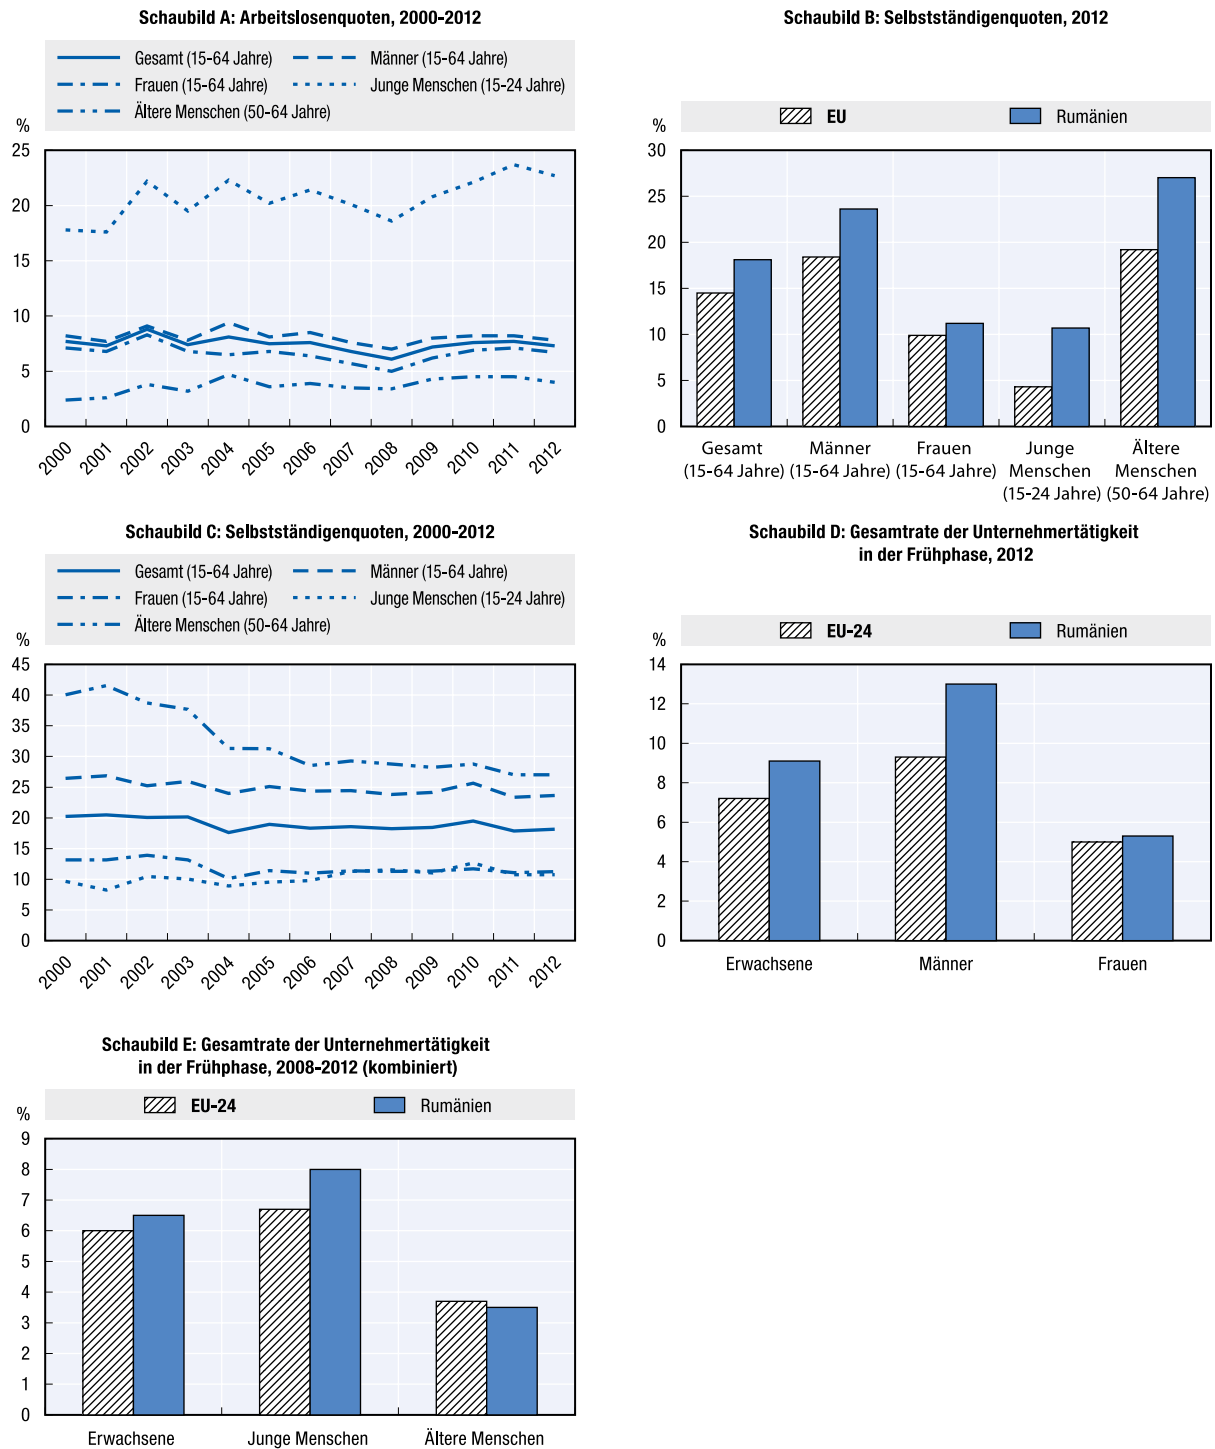 Schaubild A: Arbeitslosenquoten, 2000-2012
Gesamt (15-64 Jahre) Männer (15-64 Jahre)
Frauen (15-64 Jahre) Junge Menschen (15-24 Jahre)
Ältere Menschen (50-64 Jahre)
%
25
20
15
10
5
0
2000 2001 2002 2003 2004 2005 2006 2007 2008 2009 2010 2011 2012
Schaubild B: Selbstständigenquoten, 2012
EU Rumänien
%
30
25
20
15
10
5
0
Gesamt Männer Frauen Junge Ältere
(15-64 Jahre) (15-64 Jahre) (15-64 Jahre) Menschen Menschen
(15-24 Jahre) (50-64 Jahre)
Schaubild C: Selbstständigenquoten, 2000-2012
Gesamt (15-64 Jahre) Männer (15-64 Jahre)
Frauen (15-64 Jahre) Junge Menschen (15-24 Jahre)
Ältere Menschen (50-64 Jahre)
%
45
40
35
30
25
20
15
10
5
0
2000 2001 2002 2003 2004 2005 2006 2007 2008 2009 2010 2011 2012
Schaubild D: Gesamtrate der Unternehmertätigkeit
in der Frühphase, 2012
EU-24 Rumänien
%
14
12
10
8
6
4
2
0
Erwachsene Männer Frauen
Schaubild E: Gesamtrate der Unternehmertätigkeit
in der Frühphase, 2008-2012 (kombiniert)
EU-24 Rumänien
%
9
8
7
6
5
4
3
2
1
0
Erwachsene Junge Menschen Ältere Menschen